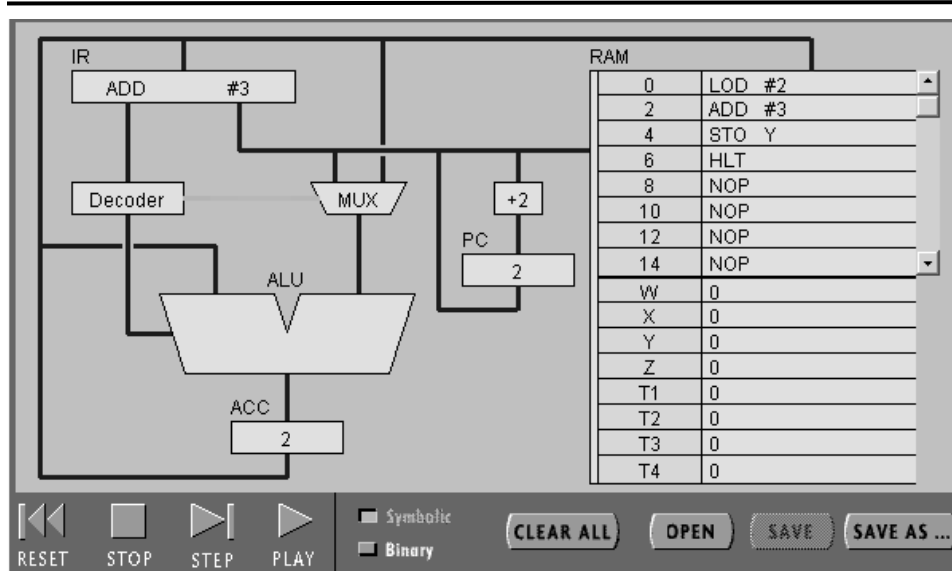 IR
ADD #3
Decoder
MUX
+2
PC
2
ALU
ACC
2
RAM
0 LOD #2
2 ADD #3
4 STO Y
6 HLT
8 NOP
10 NOP
12 NOP
14 NOP
W 0
X 0
Y 0
Z 0
T1 0
T2 0
T3 0
T4 0
RESET STOP STEP PLAY
Symbolic
Binary
CLEAR ALL OPEN SAVE SAVE AS ...